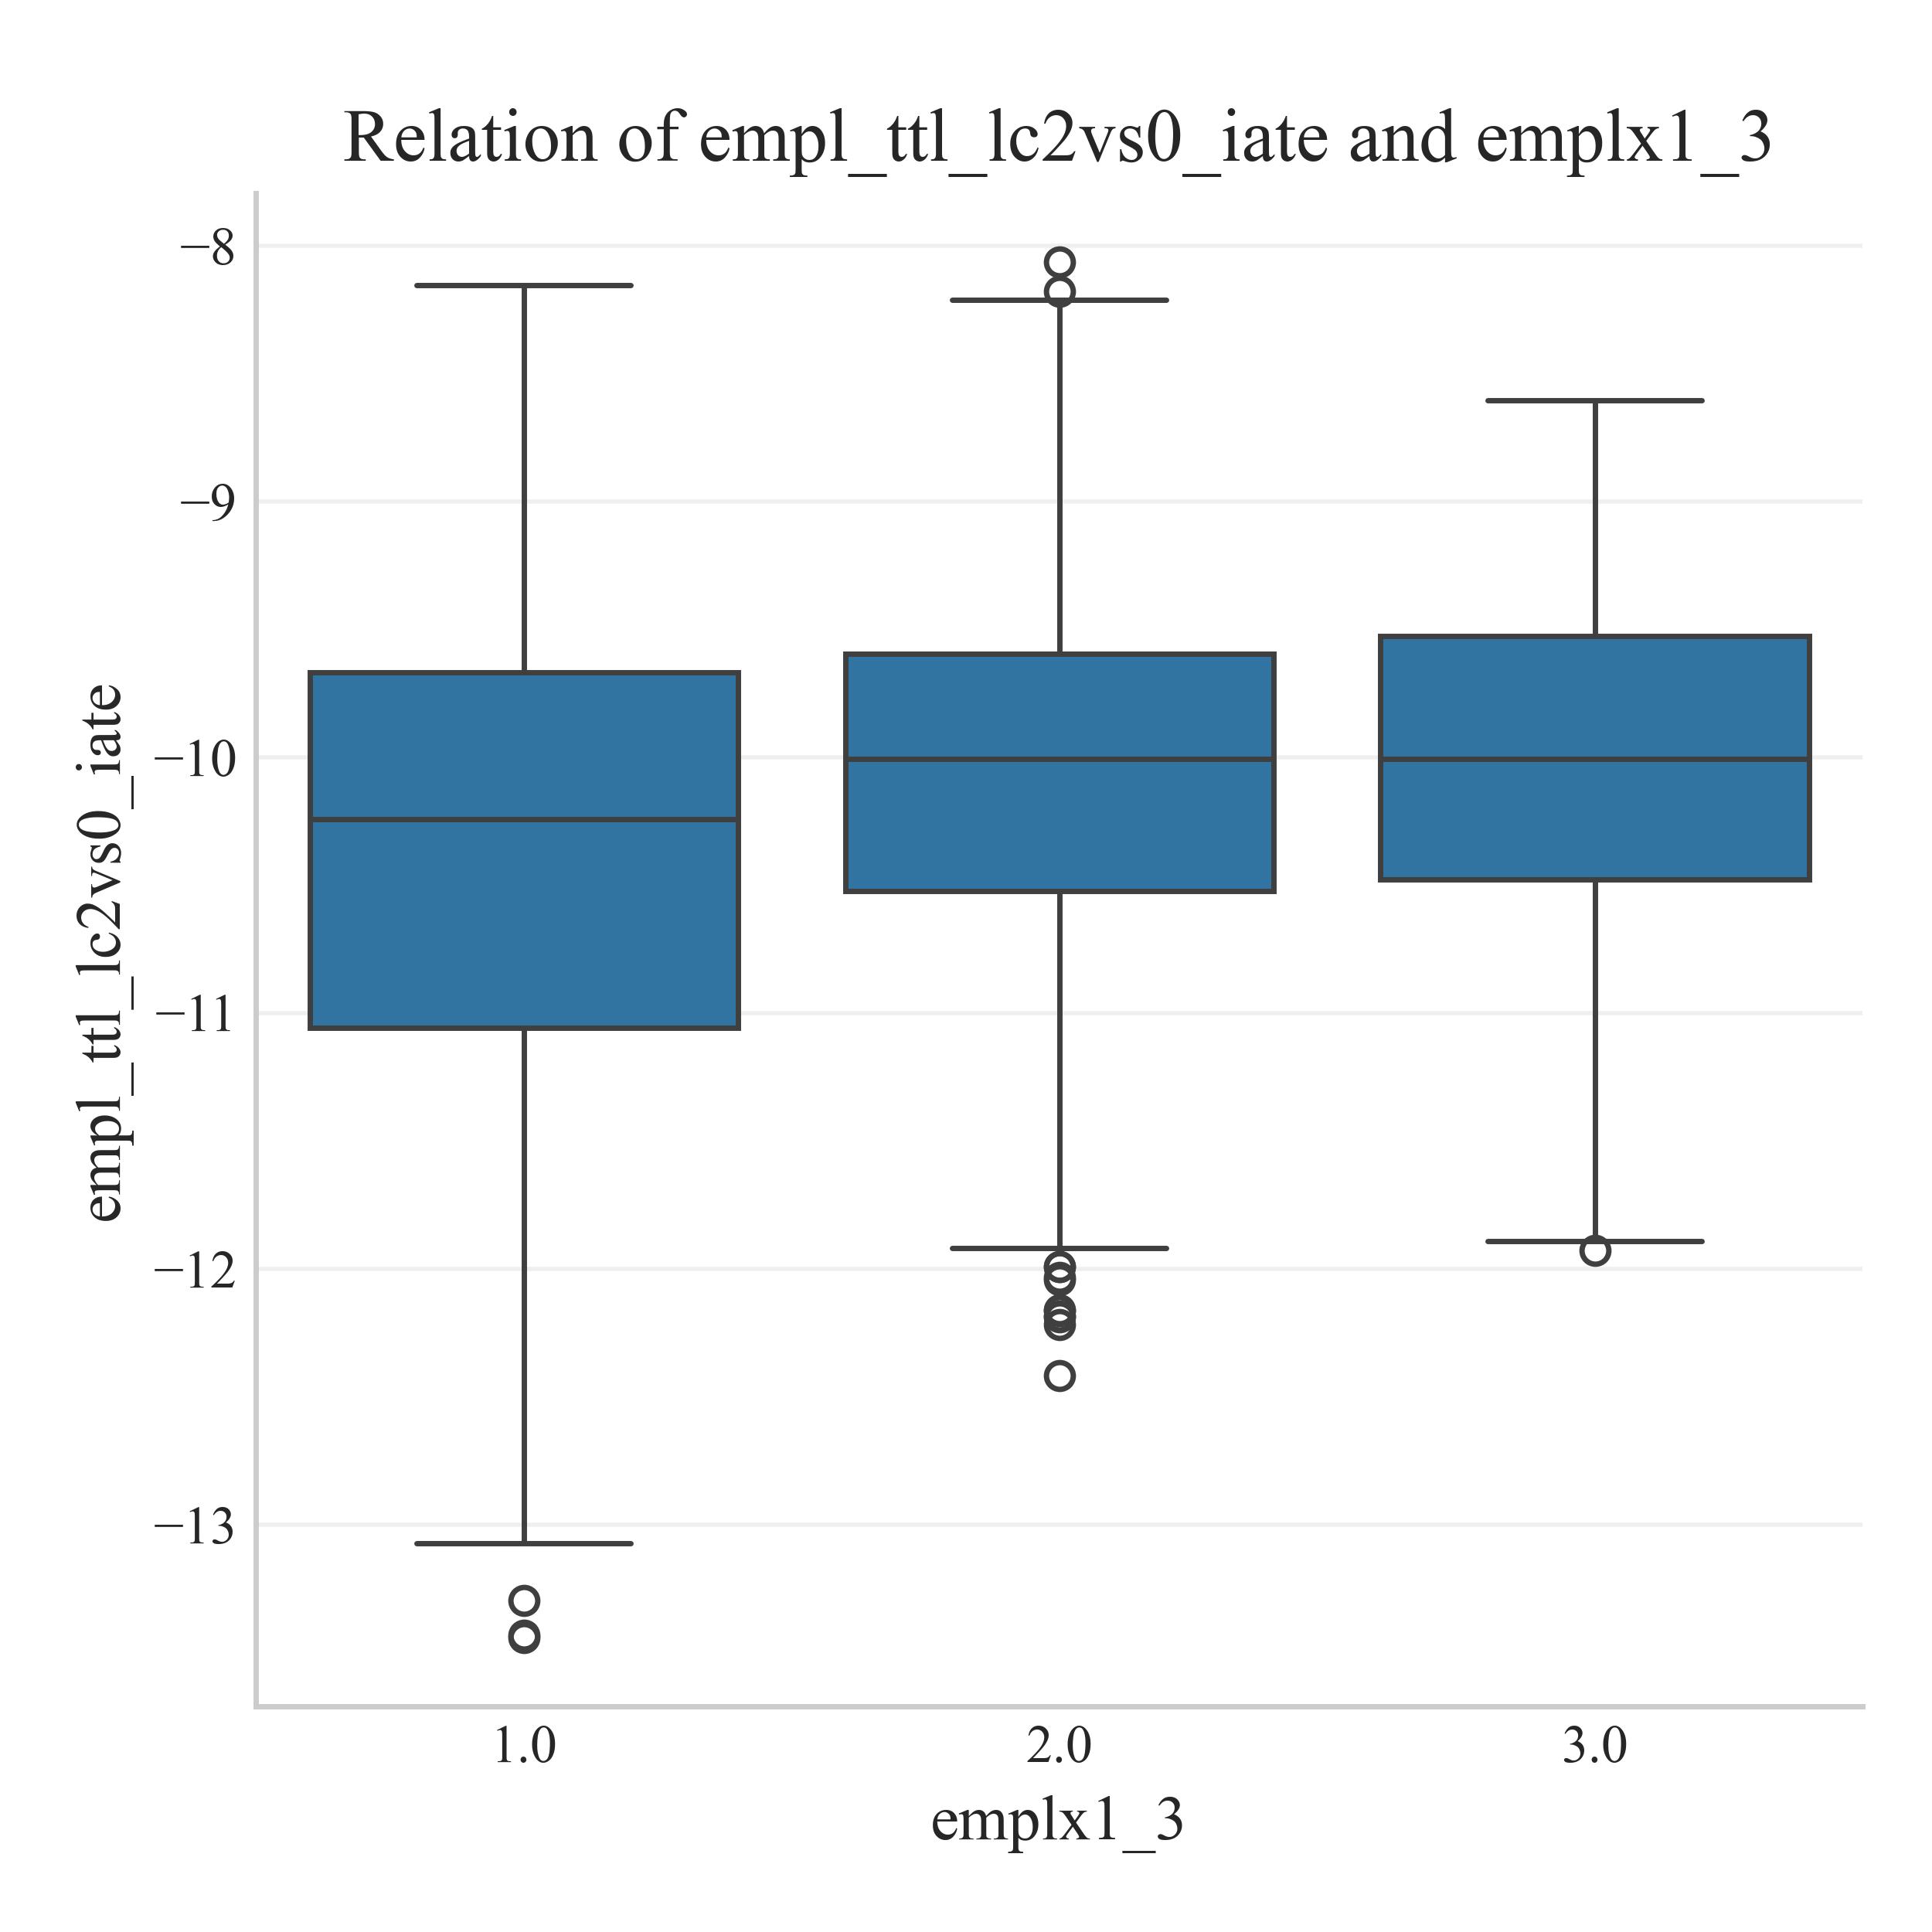 Relation of empl_ttl_lc2vs0_iate and emplx1_3
empl_ttl_lc2vs0_iate
−8
−9
−10
−11
−12
−13
1.0 2.0 3.0
emplx1_3